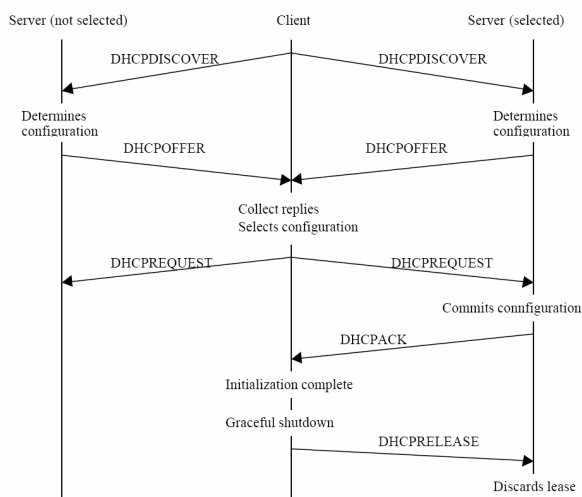 Server (not selected)
Client
Server (selected)
DHCPDISCOVER
DHCPDISCOVER
Determines
configuration
Determines
configuration
DHCPOFFER
DHCPOFFER
Collect replies
Selects configuration
DHCPREQUEST
DHCPREQUEST
Commits connfiguration
DHCPACK
Initialization complete
Graceful shutdown
DHCPRELEASE
Discards lease